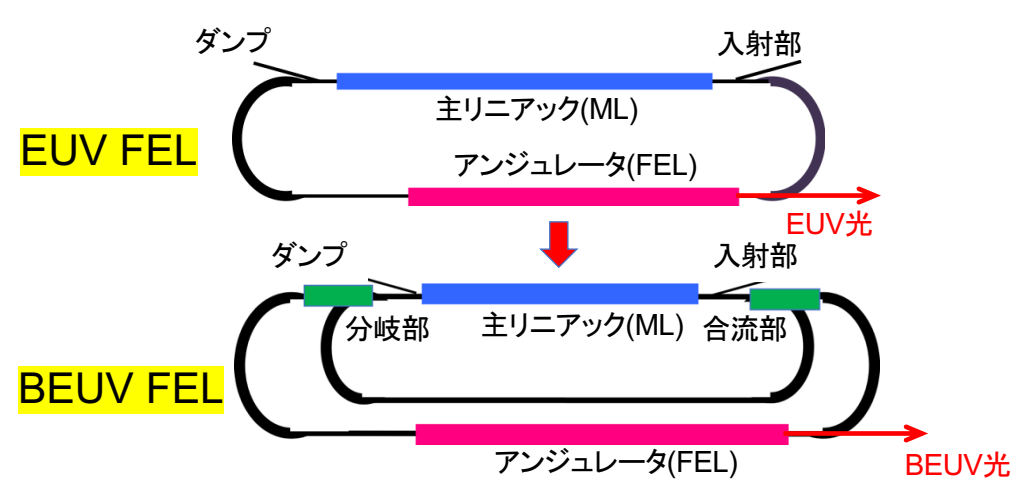 ダンプ
入射部
主リニアック(ML)
EUV FEL
アンジュレータ(FEL)
EUV光
ダンプ
入射部
分岐部
主リニアック(ML)
合流部
BEUV FEL
アンジュレータ(FEL)
BEUV光